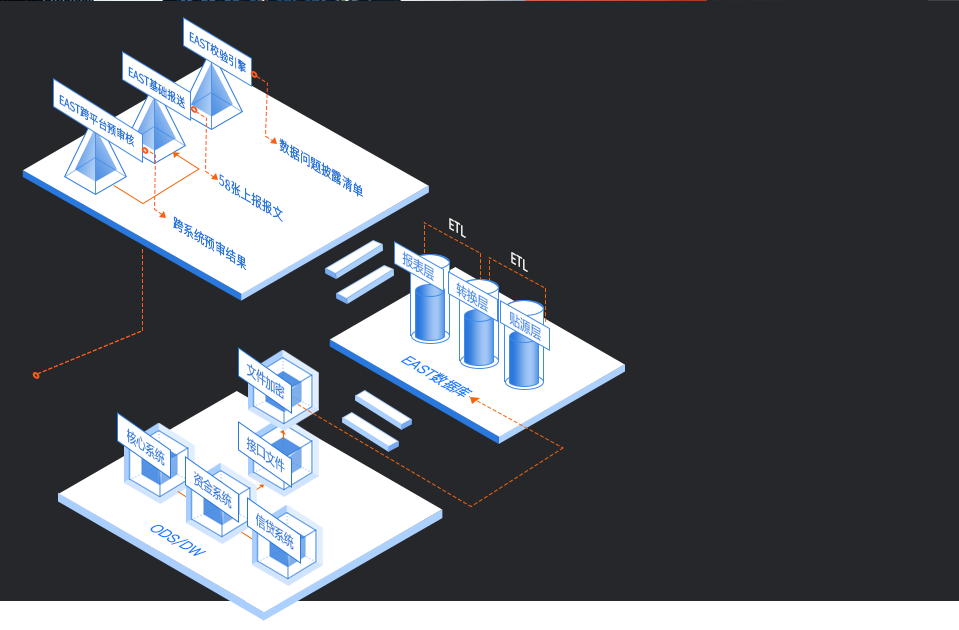 EAST校验引擎
EAST基础报送
EAST跨平台预审核
数据问题披露清单
58张上报报文
跨系统预审结果
ETL
ETL
报表层
转换层
贴源层
EAST数据库
文件加密
接口文件
核心系统
资金系统
信贷系统
ODS/DW